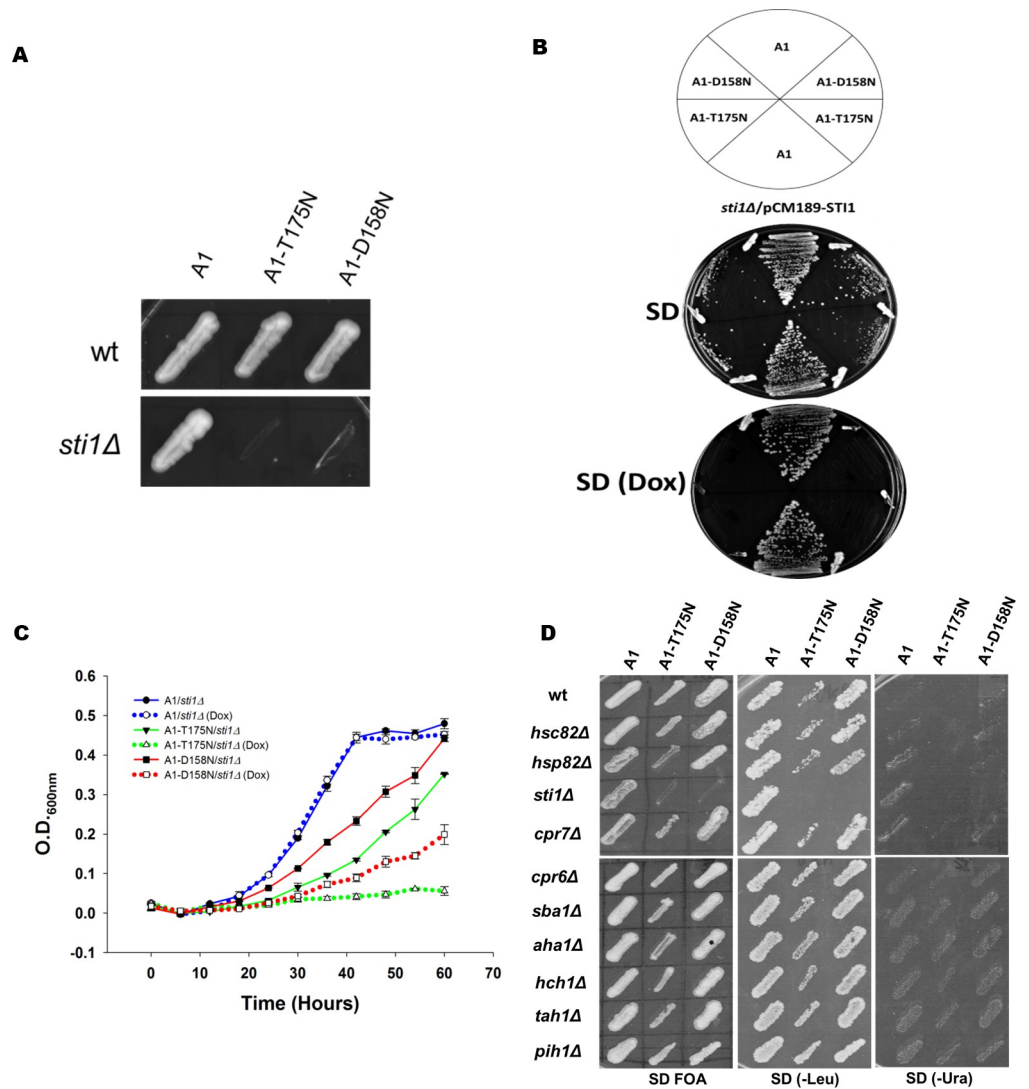 A
A1
A1-T175N
A1-D158N
wt
sti1Δ
B
A1
A1-D158N
A1-D158N
A1-T175N
A1-T175N
A1
sti1Δ/pCM189-STI1
SD
SD (Dox)
C
O.D.600nm
0.6
0.5
0.4
0.3
0.2
0.1
0.0
-0.1
A1/sti1Δ
A1/sti1Δ (Dox)
A1-T175N/sti1Δ
A1-T175N/sti1Δ (Dox)
A1-D158N/sti1Δ
A1-D158N/sti1Δ (Dox)
0 10 20 30 40 50 60 70
Time (Hours)
D
A1 A1-T175N A1-D158N A1 A1-T175N A1-D158N A1 A1-T175N A1-D158N
wt
hsc82Δ
hsp82Δ
sti1Δ
cpr7Δ
cpr6Δ
sba1Δ
aha1Δ
hch1Δ
tah1Δ
pih1Δ
SD FOA SD (-Leu) SD (-Ura)